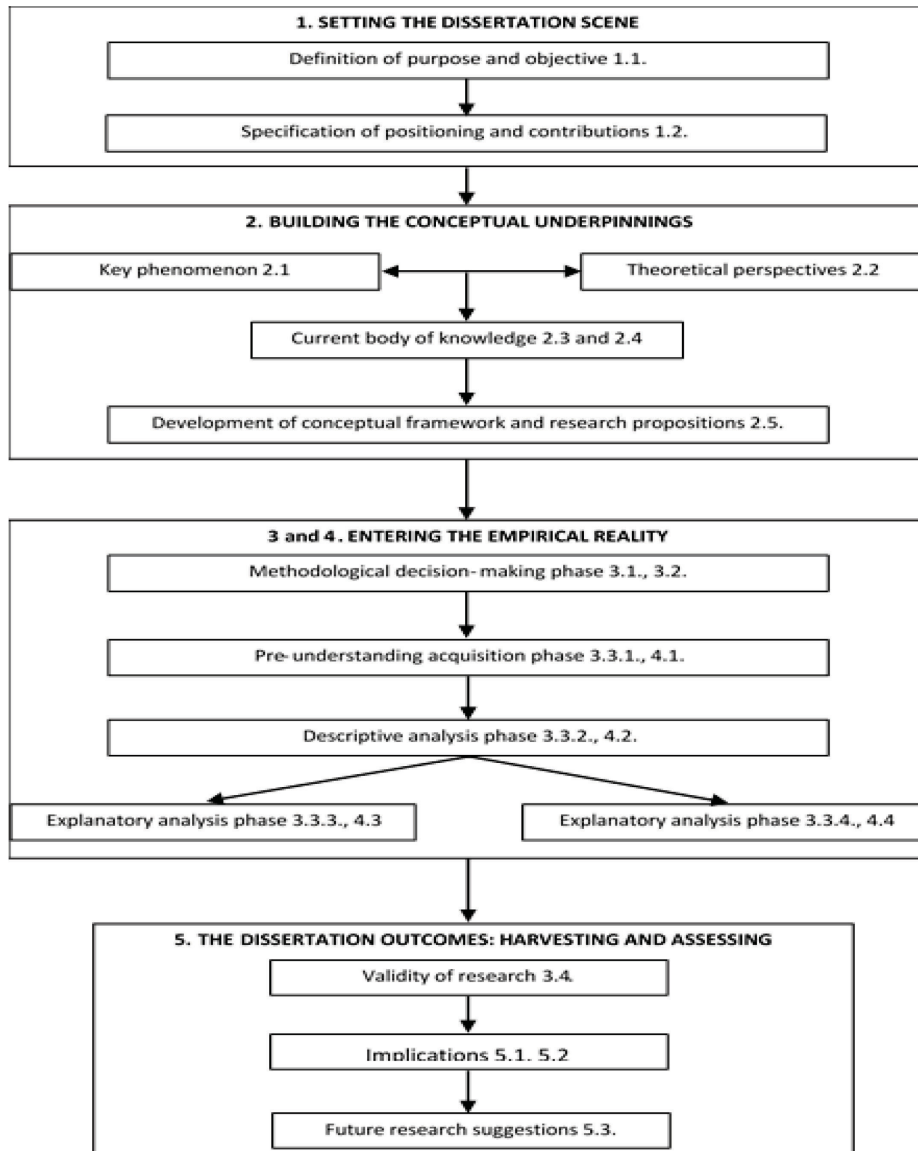 1. SETTING THE DISSERTATION SCENE
Definition of purpose and objective 1.1.
Specification of positioning and contributions 1.2.
2. BUILDING THE CONCEPTUAL UNDERPINNINGS
Key phenomenon 2.1
Theoretical perspectives 2.2
Current body of knowledge 2.3 and 2.4
Development of conceptual framework and research propositions 2.5.
3 and 4. ENTERING THE EMPIRICAL REALITY
Methodological decision-making phase 3.1., 3.2.
Pre-understanding acquisition phase 3.3.1., 4.1.
Descriptive analysis phase 3.3.2., 4.2.
Explanatory analysis phase 3.3.3., 4.3
Explanatory analysis phase 3.3.4., 4.4
5. THE DISSERTATION OUTCOMES: HARVESTING AND ASSESSING
Validity of research 3.4.
Implications 5.1. 5.2
Future research suggestions 5.3.